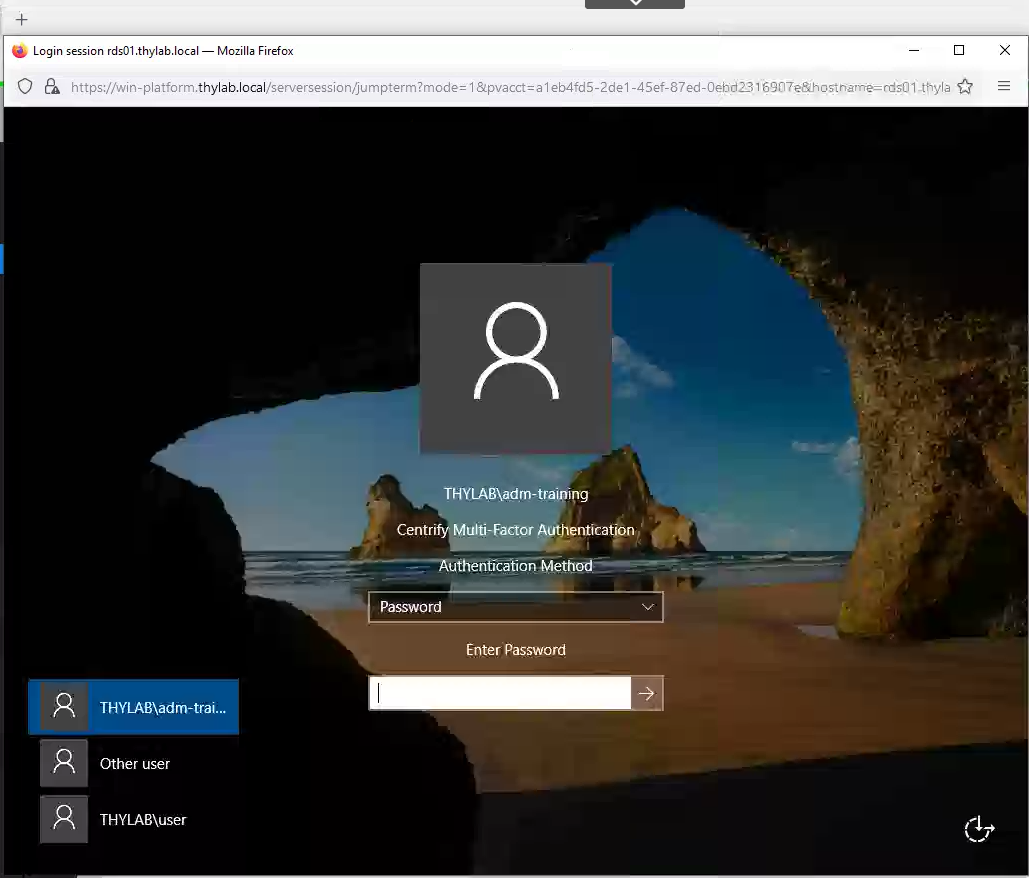 Login session rds01.thylab.local — Mozilla Firefox
https://win-platform.thylab.local/serversession/jumpterm?mode=1&pvacct=a1eb4fd5-2de1-45ef-87ed-0ebd2316907e&hostname=rds01.thyla
THYLAB\adm-training
Centrify Multi-Factor Authentication
Authentication Method
Password
Enter Password
THYLAB\adm-trai...
Other user
THYLAB\user